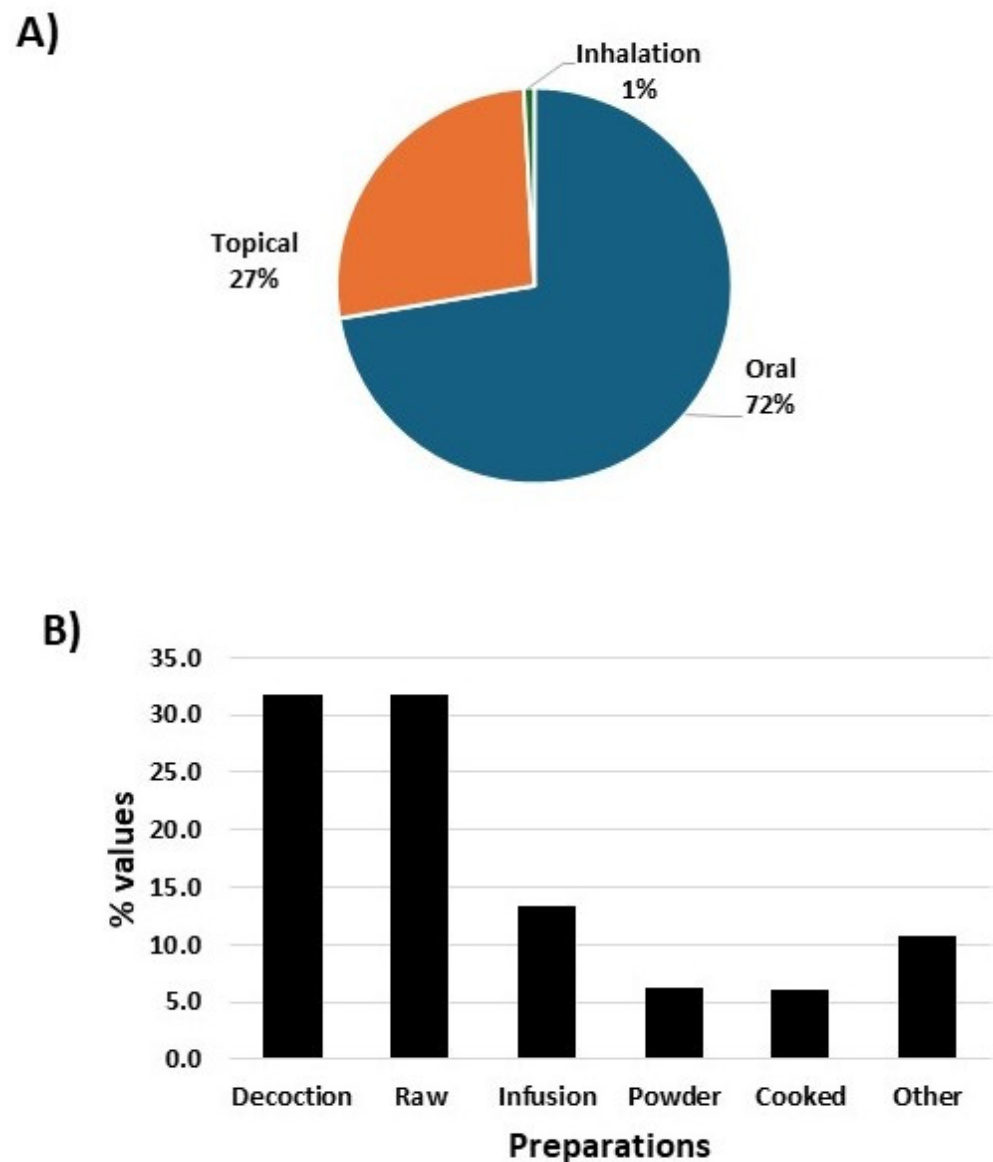 A)
Inhalation
1%
Topical
27%
Oral
72%
B)
35.0
30.0
25.0
20.0
15.0
10.0
5.0
0.0
% values
Decoction Raw Infusion Powder Cooked Other
Preparations